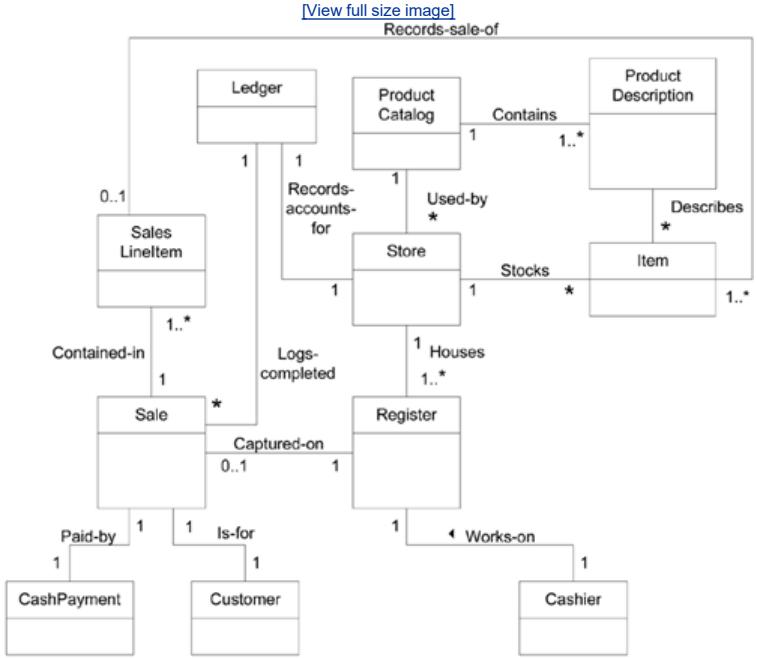 [View full size image]
Records-sale-of
Ledger
Product
Catalog
Product
Description
Contains
1
1..*
1
1
Records-
accounts-
for
1
Used-by
*
Describes
*
0..1
Sales
LineItem
Store
Item
Stocks
1
1
*
1..*
1..*
Contained-in
1
Logs-
completed
1
Houses
1..*
Sale
*
Register
Captured-on
0..1
1
Paid-by
1
1
Is-for
1
Works-on
1
1
1
CashPayment
Customer
Cashier